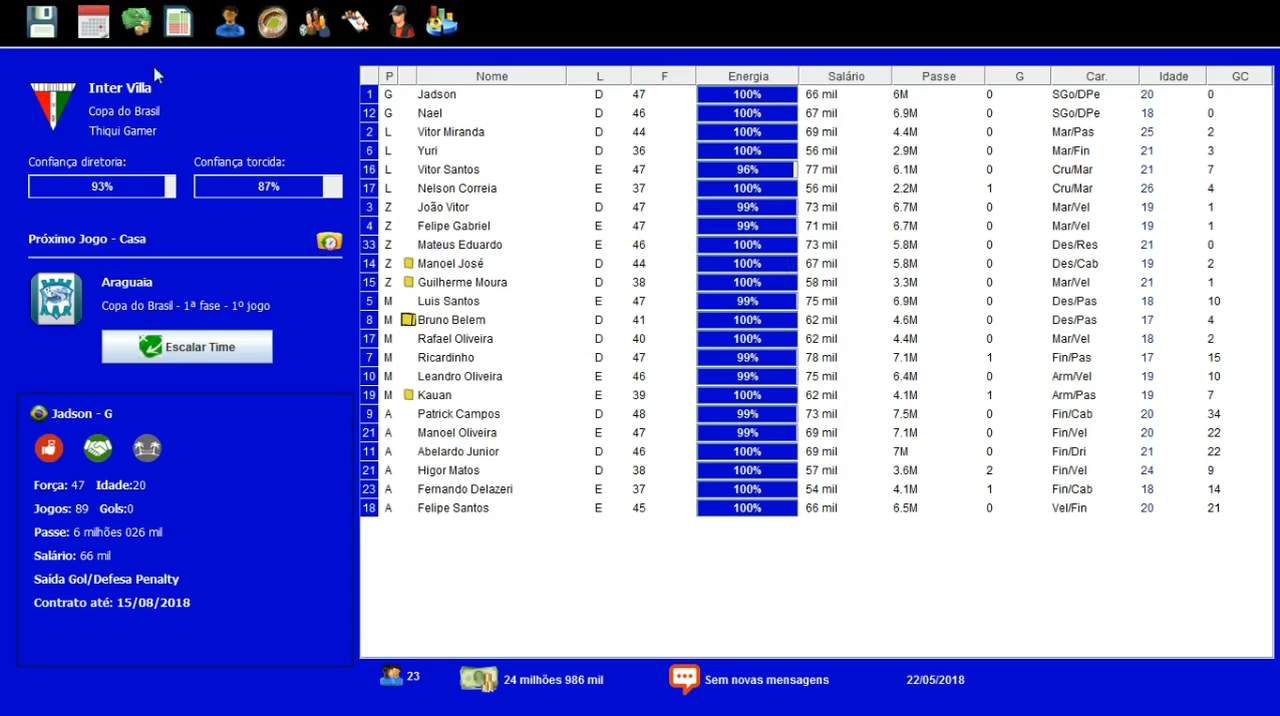 Inter Villa
Copa do Brasil
Thiqui Gamer
Confiança diretoria: Confiança torcida:
93% 87%
Próximo Jogo - Casa
Araguaia
Copa do Brasil - 1ª fase - 1º jogo
Escalar Time
Jadson - G
Força: 47 Idade:20
Jogos: 89 Gols:0
Passe: 6 milhões 026 mil
Salário: 66 mil
Saída Gol/Defesa Penalty
Contrato até: 15/08/2018
P Nome L F Energia Salário Passe G Car. Idade GC
1 G Jadson D 47 100% 66 mil 6M 0 SGo/DPe 20 0
12 G Nael D 46 100% 67 mil 6.9M 0 SGo/DPe 18 0
2 L Vitor Miranda D 44 100% 69 mil 4.4M 0 Mar/Pas 25 2
6 L Yuri D 36 100% 56 mil 2.9M 0 Mar/Fin 21 3
16 L Vitor Santos E 47 96% 77 mil 6.1M 0 Cru/Mar 21 7
17 L Nelson Correia E 37 100% 56 mil 2.2M 1 Cru/Mar 26 4
3 Z João Vitor D 47 99% 73 mil 6.7M 0 Mar/Vel 19 1
4 Z Felipe Gabriel D 47 99% 71 mil 6.7M 0 Mar/Vel 19 1
33 Z Mateus Eduardo E 46 100% 73 mil 5.8M 0 Des/Res 21 0
14 Z Manoel José D 44 100% 67 mil 5.8M 0 Des/Cab 19 2
15 Z Guilherme Moura D 38 100% 58 mil 3.3M 0 Mar/Vel 21 1
5 M Luis Santos E 47 99% 75 mil 6.9M 0 Des/Pas 18 10
8 M Bruno Belem D 41 100% 62 mil 4.6M 0 Des/Pas 17 4
17 M Rafael Oliveira D 40 100% 62 mil 4.4M 0 Mar/Vel 18 2
7 M Ricardinho D 47 99% 78 mil 7.1M 1 Fin/Pas 17 15
10 M Leandro Oliveira E 46 99% 75 mil 6.4M 0 Arm/Vel 19 10
19 M Kauan E 39 100% 62 mil 4.1M 1 Arm/Pas 19 7
9 A Patrick Campos D 48 99% 73 mil 7.5M 0 Fin/Cab 20 34
21 A Manoel Oliveira E 47 99% 69 mil 7.1M 0 Fin/Vel 20 22
11 A Abelardo Junior D 46 100% 69 mil 7M 0 Fin/Dri 21 22
21 A Higor Matos D 38 100% 57 mil 3.6M 2 Fin/Vel 24 9
23 A Fernando Delazeri E 37 100% 54 mil 4.1M 1 Fin/Cab 18 14
18 A Felipe Santos E 45 100% 66 mil 6.5M 0 Vel/Fin 20 21
23 24 milhões 986 mil Sem novas mensagens 22/05/2018